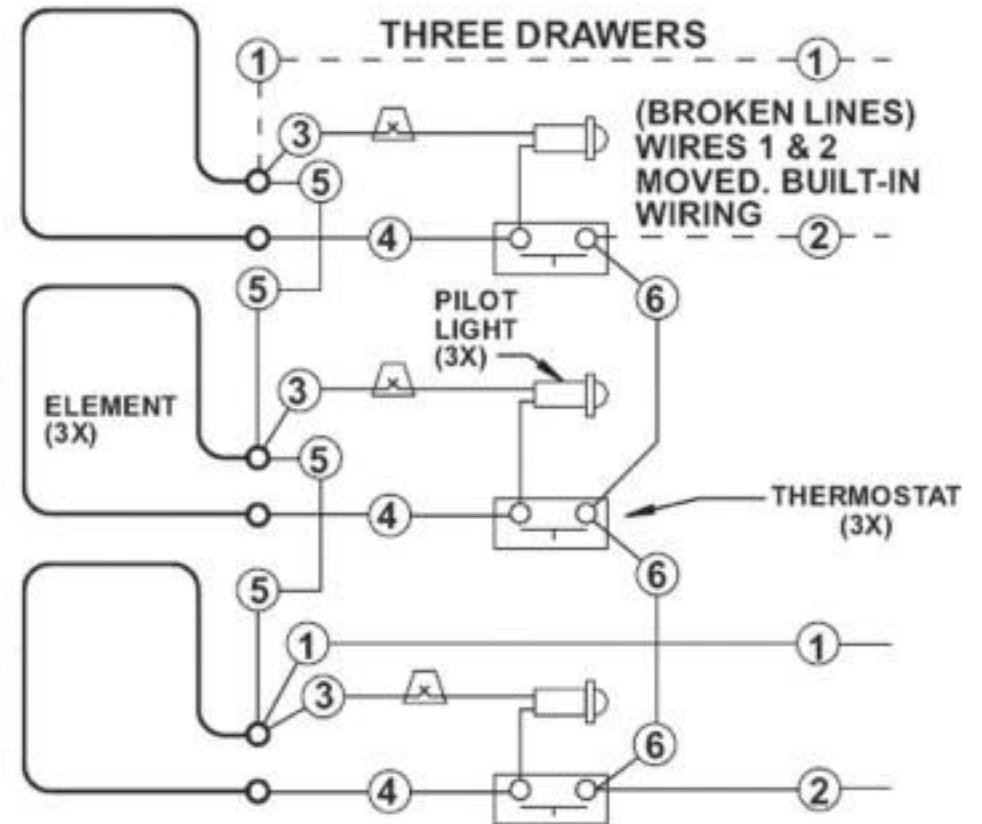 THREE DRAWERS
1 1
(BROKEN LINES)
3
WIRES 1 & 2
MOVED. BUILT-IN
5
WIRING
4 2
5 6
PILOT
LIGHT
(3X)
3
ELEMENT
(3X)
5
THERMOSTAT
(3X)
4
6
5
1 1
3
6
4 2